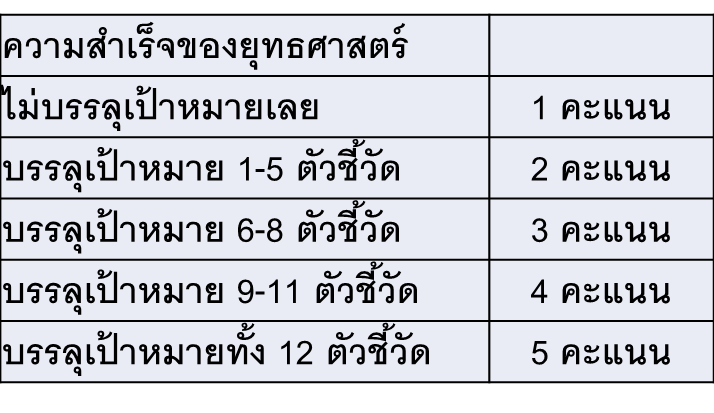 ความสำเร็จของยุทธศาสตร์
ไม่บรรลุเป้าหมายเลย 1 คะแนน
บรรลุเป้าหมาย 1-5 ตัวชี้วัด 2 คะแนน
บรรลุเป้าหมาย 6-8 ตัวชี้วัด 3 คะแนน
บรรลุเป้าหมาย 9-11 ตัวชี้วัด 4 คะแนน
บรรลุเป้าหมายทั้ง 12 ตัวชี้วัด 5 คะแนน